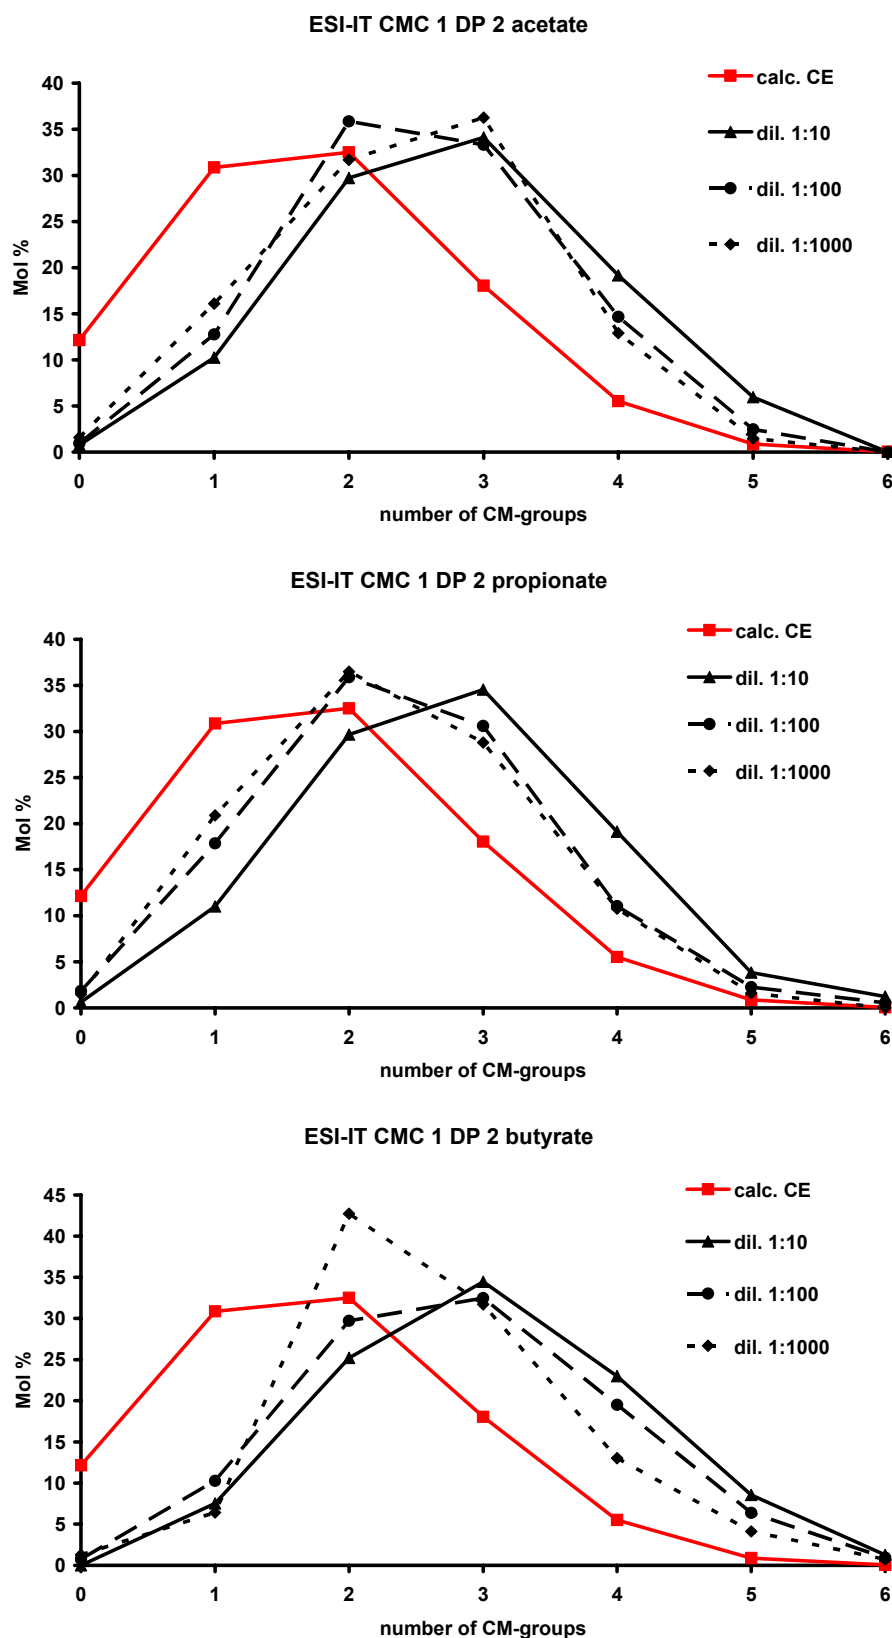 ESI-IT CMC 1 DP 2 acetate
calc. CE
dil. 1:10
dil. 1:100
dil. 1:1000
Mol %
40
35
30
25
20
15
10
5
0
0 1 2 3 4 5 6
number of CM-groups
ESI-IT CMC 1 DP 2 propionate
calc. CE
dil. 1:10
dil. 1:100
dil. 1:1000
Mol %
40
35
30
25
20
15
10
5
0
0 1 2 3 4 5 6
number of CM-groups
ESI-IT CMC 1 DP 2 butyrate
calc. CE
dil. 1:10
dil. 1:100
dil. 1:1000
Mol %
45
40
35
30
25
20
15
10
5
0
0 1 2 3 4 5 6
number of CM-groups